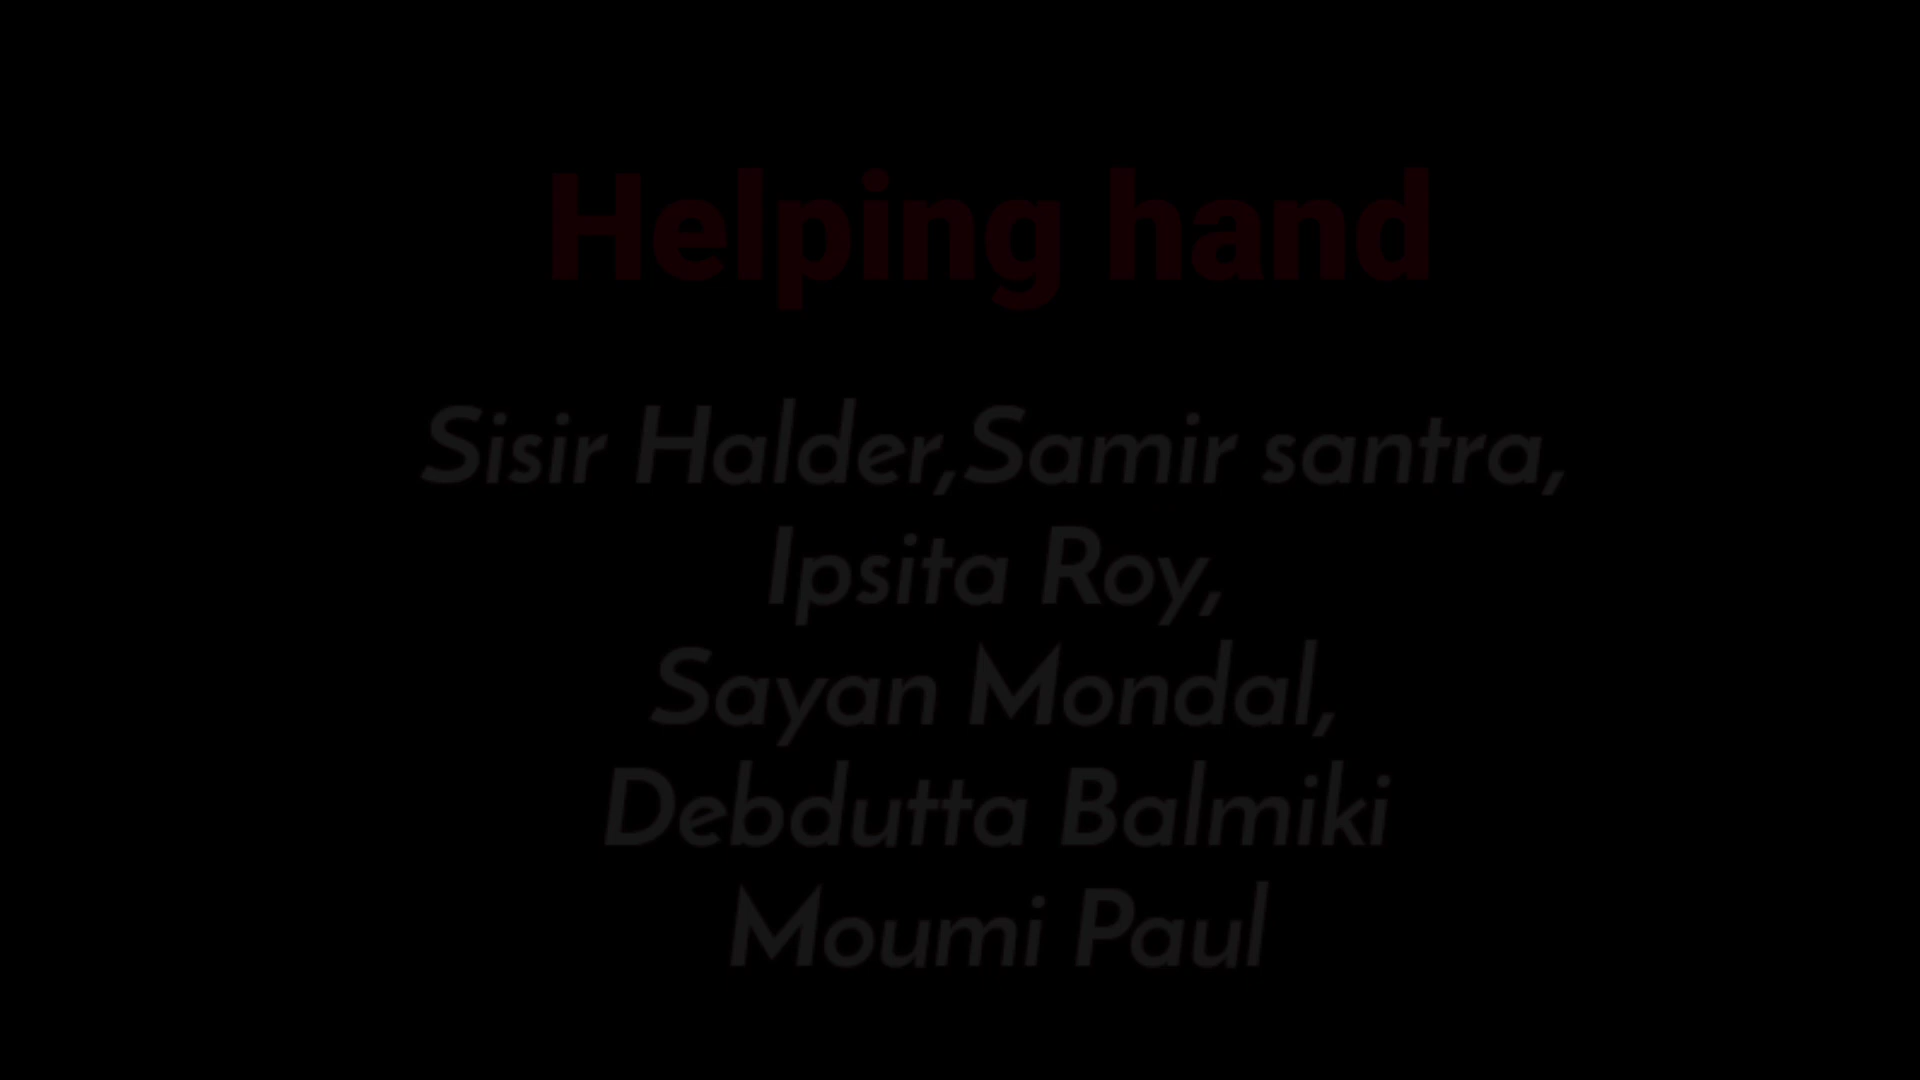 Helping hand
Sisir Halder,Samir santra,
Ipsita Roy,
Sayan Mondal,
Debdutta Balmiki
Moumi Paul